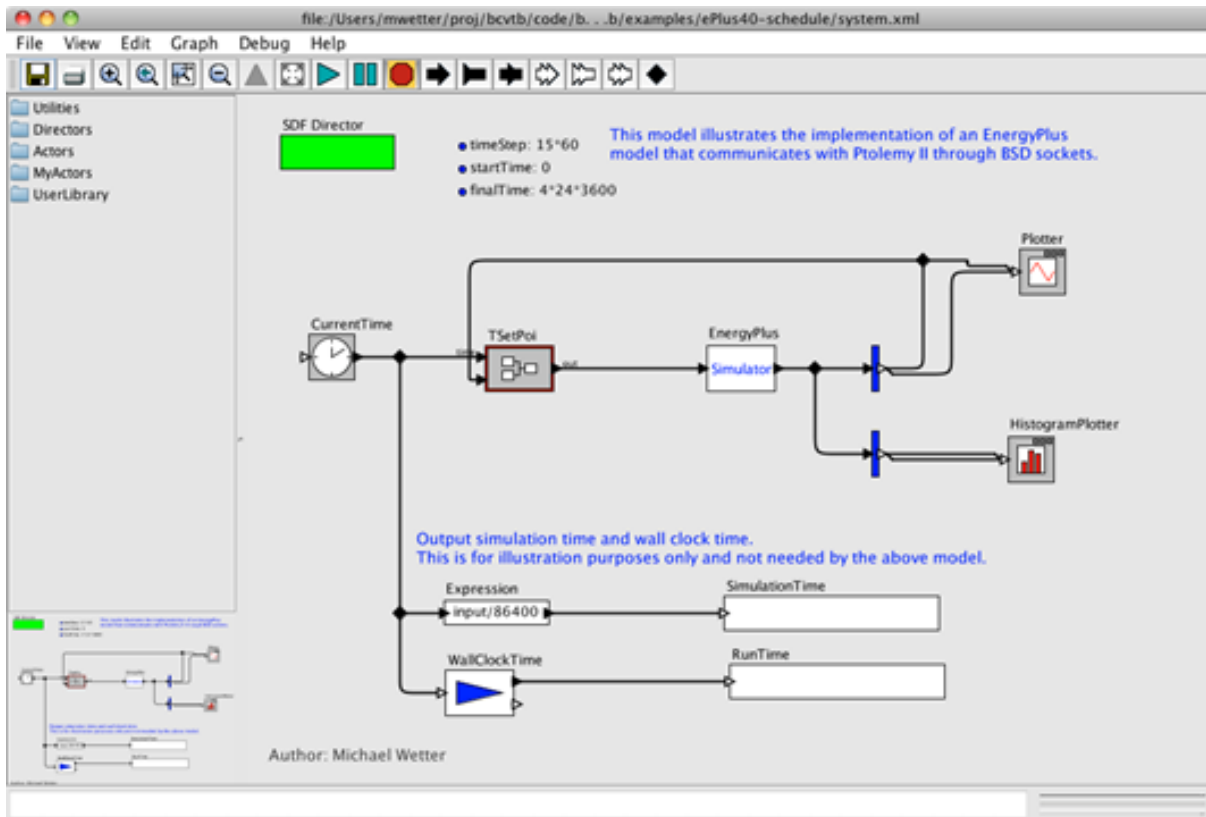 file:/Users/mwetter/proj/bcvtb/code/b. . .b/examples/ePlus40-schedule/system.xml
File View Edit Graph Debug Help
Utilities
Directors
Actors
MyActors
UserLibrary
SDF Director
timeStep: 15*60
startTime: 0
finalTime: 4*24*3600
This model illustrates the implementation of an EnergyPlus
model that communicates with Ptolemy II through BSD sockets.
Plotter
CurrentTime
TSetPoi
out
EnergyPlus
Simulator
HistogramPlotter
Output simulation time and wall clock time.
This is for illustration purposes only and not needed by the above model.
Expression
input/86400
SimulationTime
WallClockTime
RunTime
Author: Michael Wetter